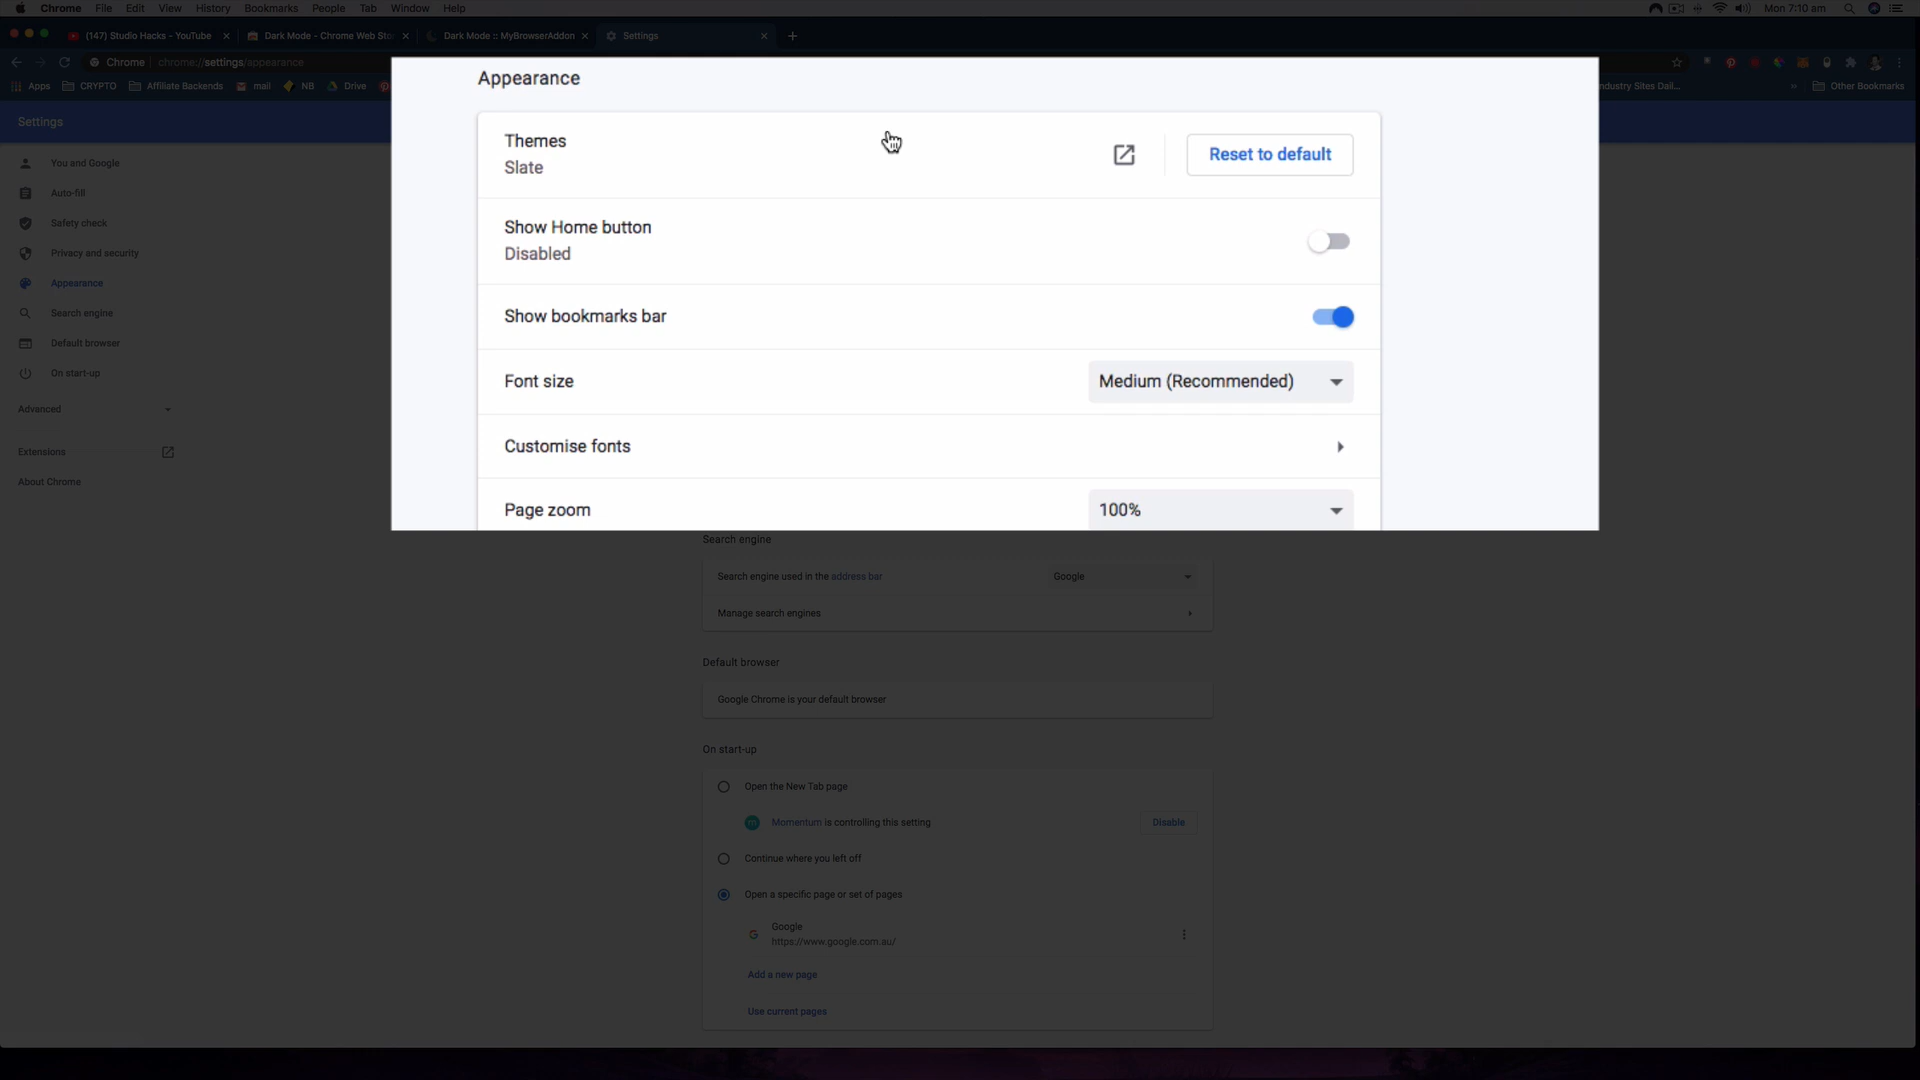 Chrome File Edit View History Bookmarks People Tab Window Help Mon 7:10 am
(147) Studio Hacks - YouTube Dark Mode - Chrome Web Sto Dark Mode :: MyBrowserAddon Settings
Chrome chrome://settings/appearance
Apps CRYPTO Affiliate Backends mail NB Drive ndustry Sites Dail... » Other Bookmarks
Settings
You and Google
Auto-fill
Safety check
Privacy and security
Appearance
Search engine
Default browser
On start-up
Advanced
Extensions
About Chrome
Appearance
Themes
Slate
Reset to default
Show Home button
Disabled
Show bookmarks bar
Font size
Medium (Recommended)
Customise fonts
Page zoom
100%
Search engine
Search engine used in the address bar
Google
Manage search engines
Default browser
Google Chrome is your default browser
On start-up
Open the New Tab page
Momentum is controlling this setting
Disable
Continue where you left off
Open a specific page or set of pages
Google
https://www.google.com.au/
Add a new page
Use current pages